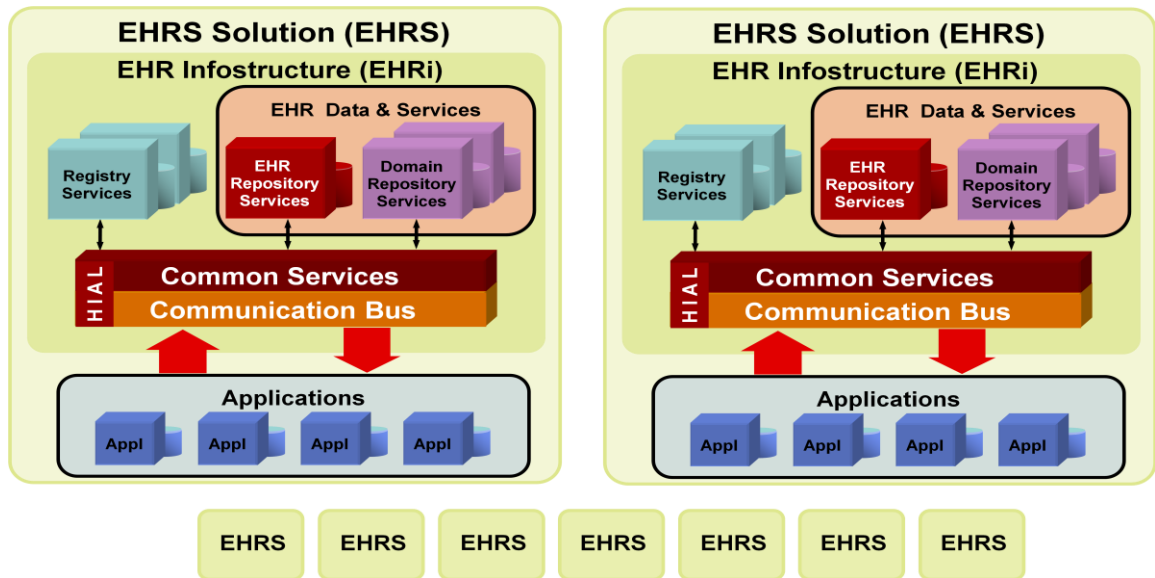 EHRS Solution (EHRS)
EHR Infostructure (EHRi)
EHR Data & Services
Registry
Services
EHR
Repository
Services
Domain
Repository
Services
HIAL
Common Services
Communication Bus
Applications
Appl
Appl
Appl
Appl
EHRS Solution (EHRS)
EHR Infostructure (EHRi)
EHR Data & Services
Registry
Services
EHR
Repository
Services
Domain
Repository
Services
HIAL
Common Services
Communication Bus
Applications
Appl
Appl
Appl
Appl
EHRS
EHRS
EHRS
EHRS
EHRS
EHRS
EHRS